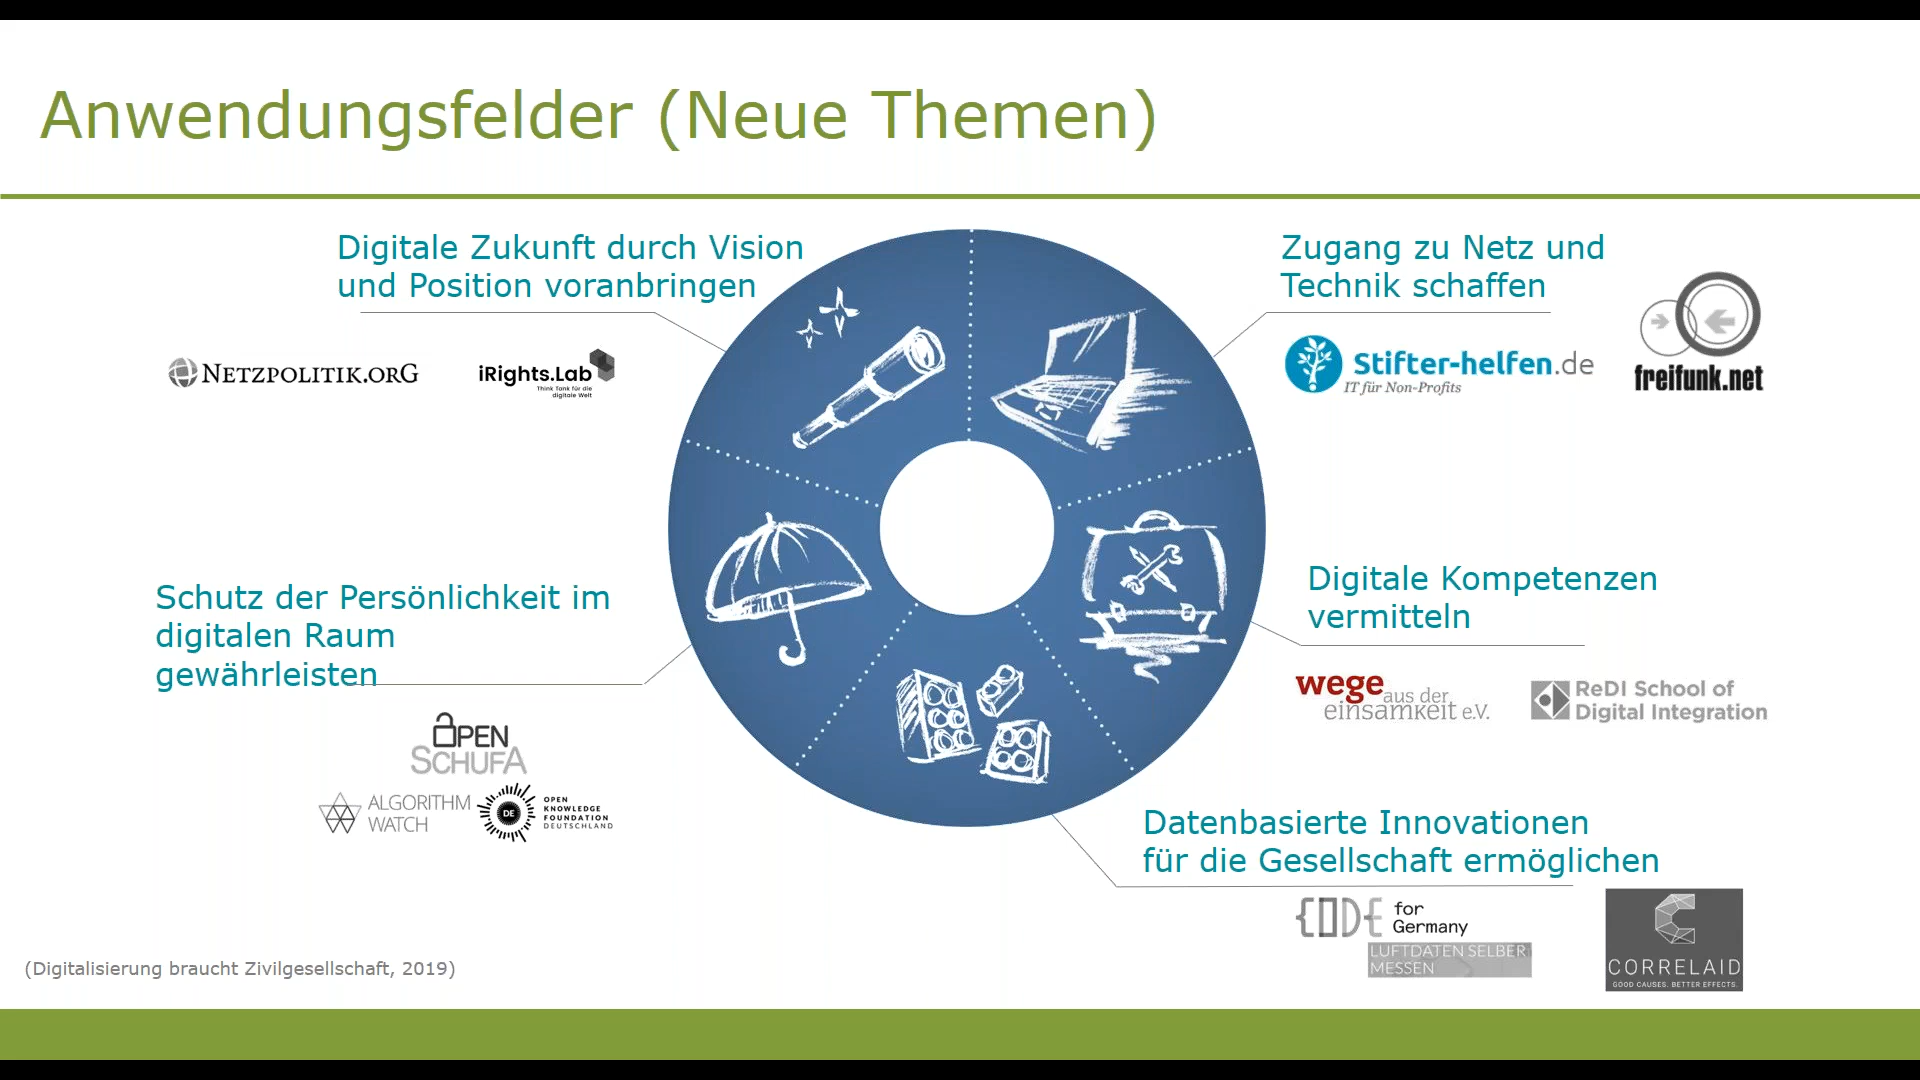 Anwendungsfelder (Neue Themen)
Digitale Zukunft durch Vision
und Position voranbringen
NETZPOLITIK.ORG
iRights.Lab
Think Tank für die
digitale Welt
Zugang zu Netz und
Technik schaffen
Stifter-helfen.de
IT für Non-Profits
freifunk.net
Schutz der Persönlichkeit im
digitalen Raum
gewährleisten
OPEN
SCHUFA
ALGORITHM
WATCH
DE
OPEN
KNOWLEDGE
FOUNDATION
DEUTSCHLAND
Digitale Kompetenzen
vermitteln
wege aus der
einsamkeit e.V.
ReDI School of
Digital Integration
Datenbasierte Innovationen
für die Gesellschaft ermöglichen
CODE for
Germany
LUFTDATEN SELBER
MESSEN
CORRELAID
GOOD CAUSES. BETTER EFFECTS.
(Digitalisierung braucht Zivilgesellschaft, 2019)